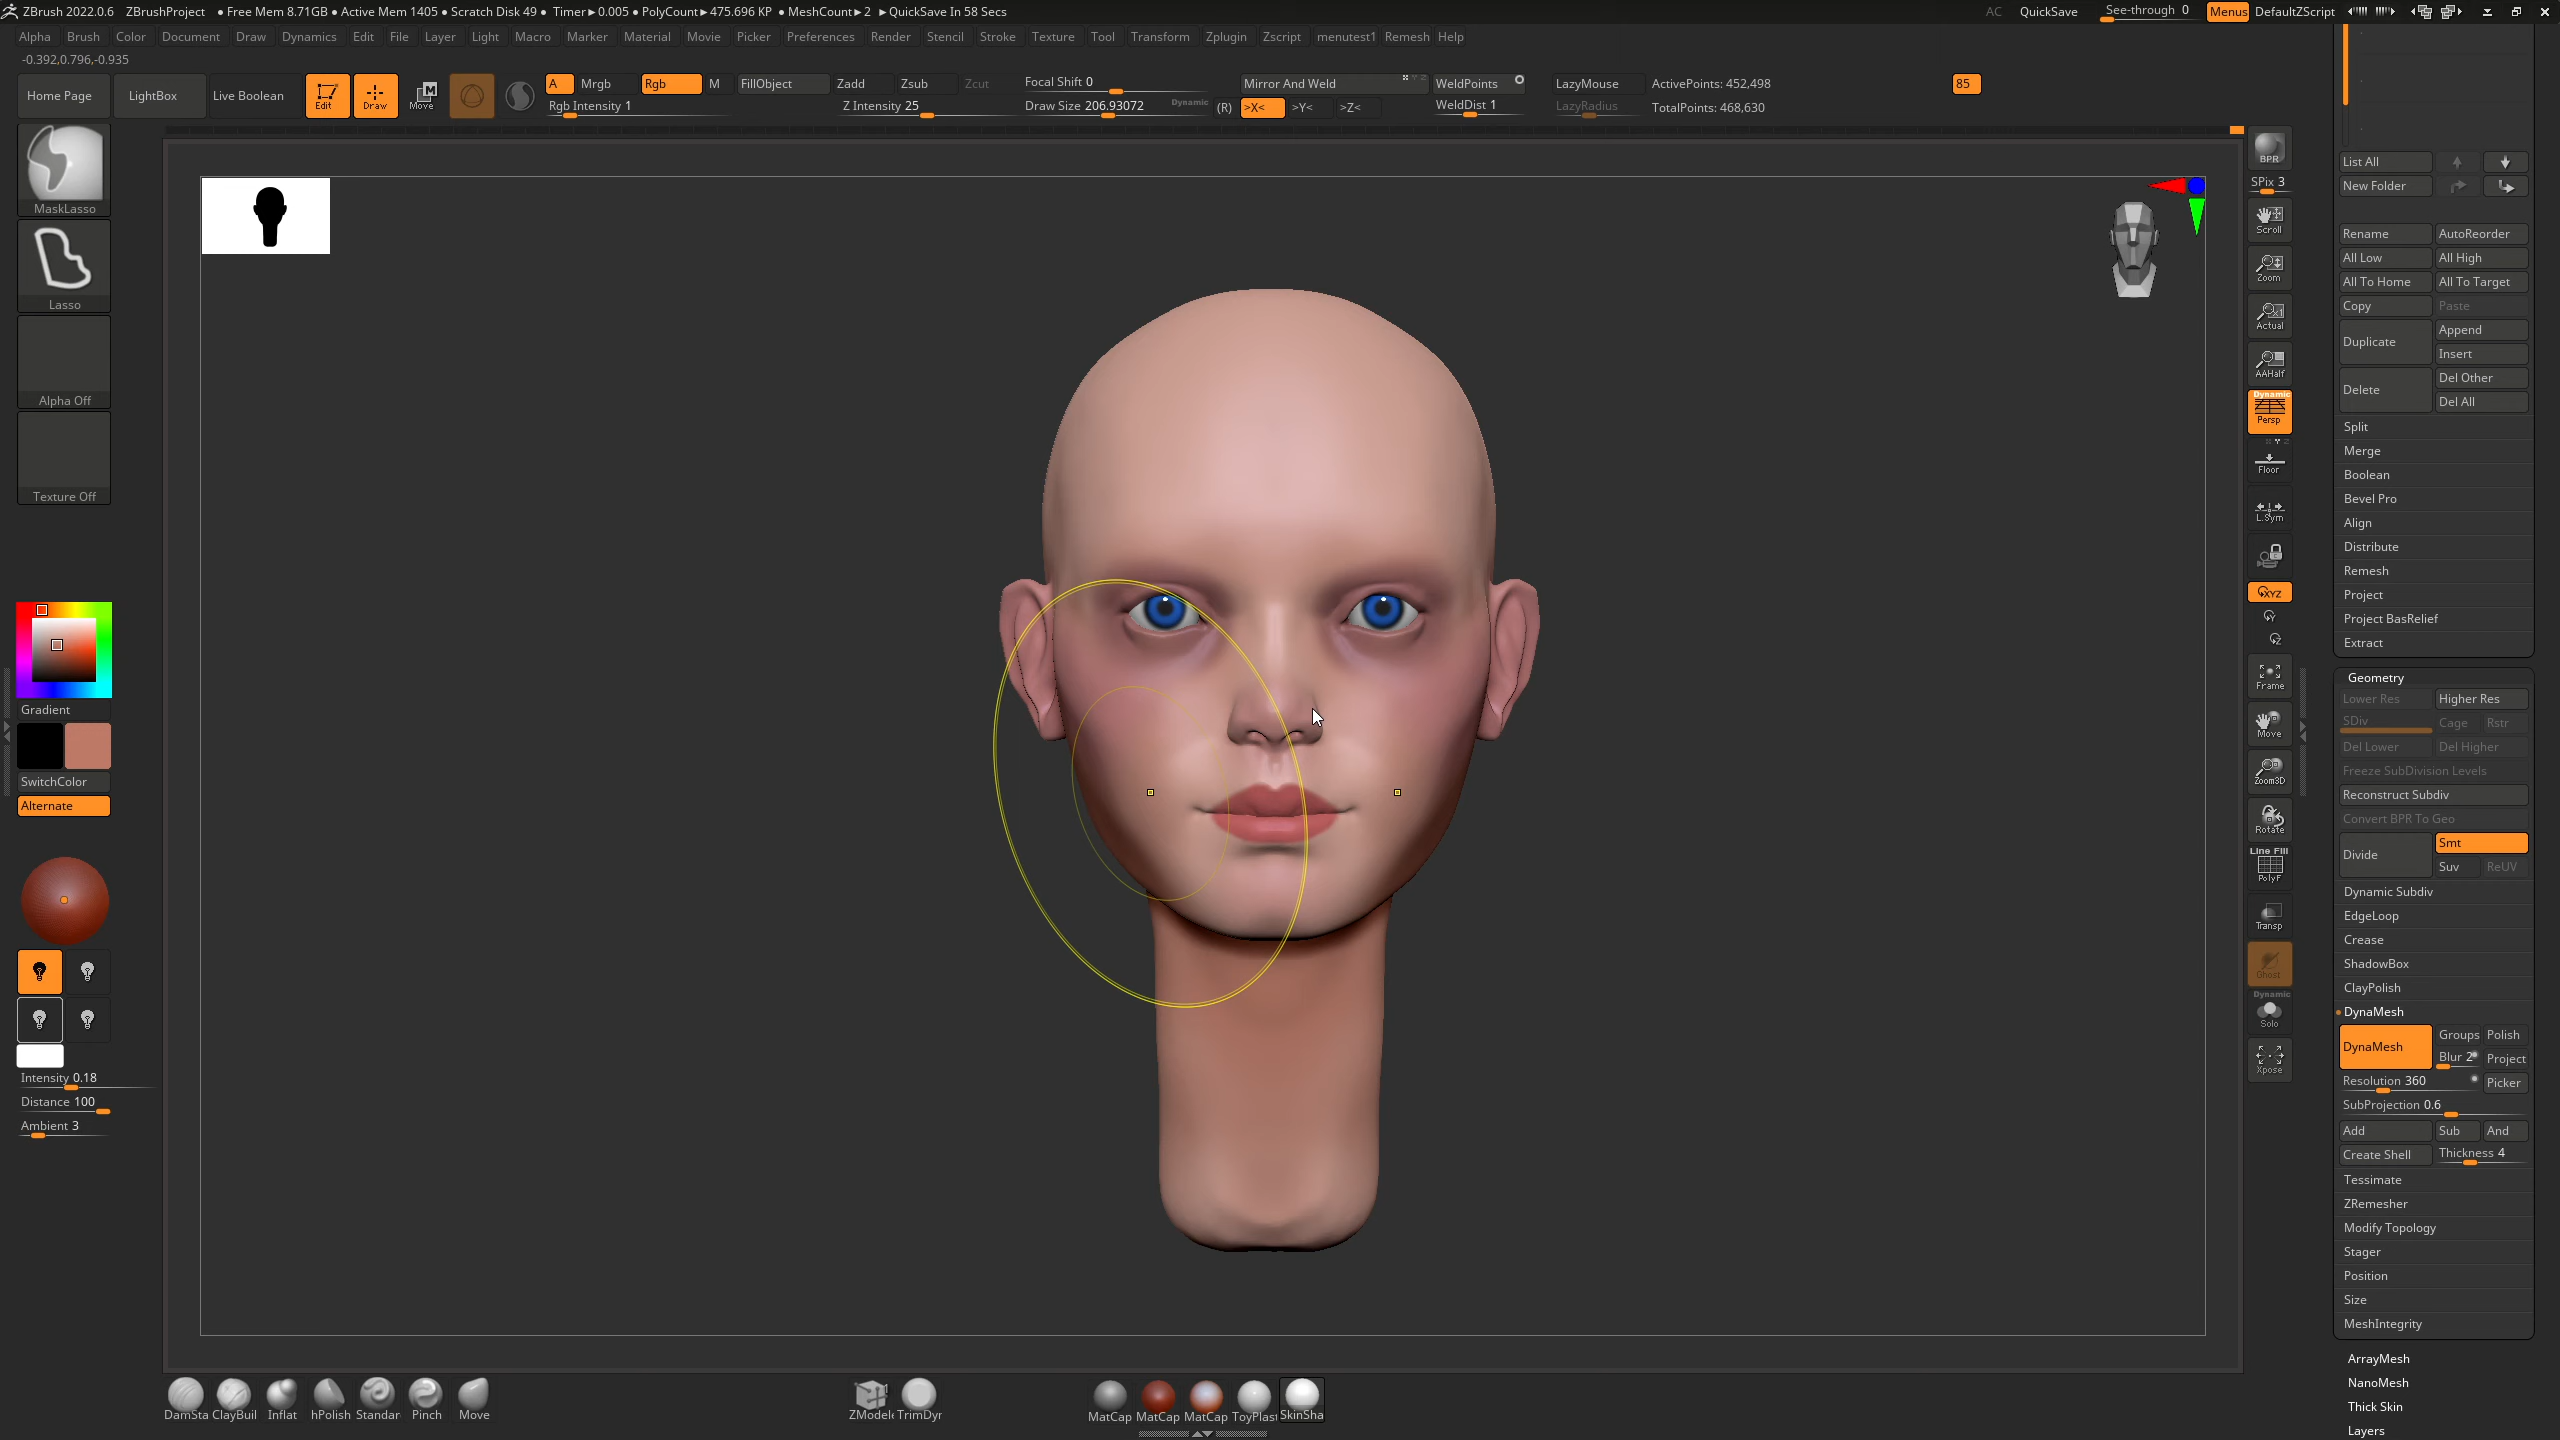 ZBrush 2022.0.6 ZBrushProject ● Free Mem 8.71GB ● Active Mem 1405 ● Scratch Disk 49 ● Timer►0.005 ● PolyCount►475.696 KP ● MeshCount►2 ►QuickSave In 58 Secs AC QuickSave See-through 0 Menus DefaultZScript
Alpha Brush Color Document Draw Dynamics Edit File Layer Light Macro Marker Material Movie Picker Preferences Render Stencil Stroke Texture Tool Transform Zplugin Zscript menutest1 Remesh Help
-0.392,0.796,-0.935
Home Page LightBox Live Boolean Edit Draw Move
A Mrgb Rgb M FillObject Zadd Zsub Zcut Focal Shift 0 Mirror And Weld WeldPoints LazyMouse ActivePoints: 452,498 85
Rgb Intensity 1 Z Intensity 25 Draw Size 206.93072 Dynamic (R) >X< >Y< >Z< WeldDist 1 LazyRadius TotalPoints: 468,630
MaskLasso
Lasso
Alpha Off
Texture Off
Gradient
SwitchColor
Alternate
Intensity 0.18
Distance 100
Ambient 3
BPR
SPix 3
Scroll
Zoom
Actual
AAHalf
Dynamic
Persp
Floor
L.Sym
XYZ
Y
Z
Frame
Move
Zoom3D
Rotate
Line Fill
PolyF
Transp
Ghost
Dynamic
Solo
Xpose
List All
New Folder
Rename AutoReorder
All Low All High
All To Home All To Target
Copy Paste
Duplicate Append
Insert
Delete Del Other
Del All
Split
Merge
Boolean
Bevel Pro
Align
Distribute
Remesh
Project
Project BasRelief
Extract
Geometry
Lower Res Higher Res
SDiv Cage Rstr
Del Lower Del Higher
Freeze SubDivision Levels
Reconstruct Subdiv
Convert BPR To Geo
Divide Smt
Suv ReUV
Dynamic Subdiv
EdgeLoop
Crease
ShadowBox
ClayPolish
DynaMesh
DynaMesh Groups Polish
Blur 2 Project
Resolution 360 Picker
SubProjection 0.6
Add Sub And
Create Shell Thickness 4
Tessimate
ZRemesher
Modify Topology
Stager
Position
Size
MeshIntegrity
ArrayMesh
NanoMesh
Thick Skin
Layers
DamSta ClayBuil Inflat hPolish Standar Pinch Move ZModele TrimDyr MatCap MatCap MatCap ToyPlast SkinSha